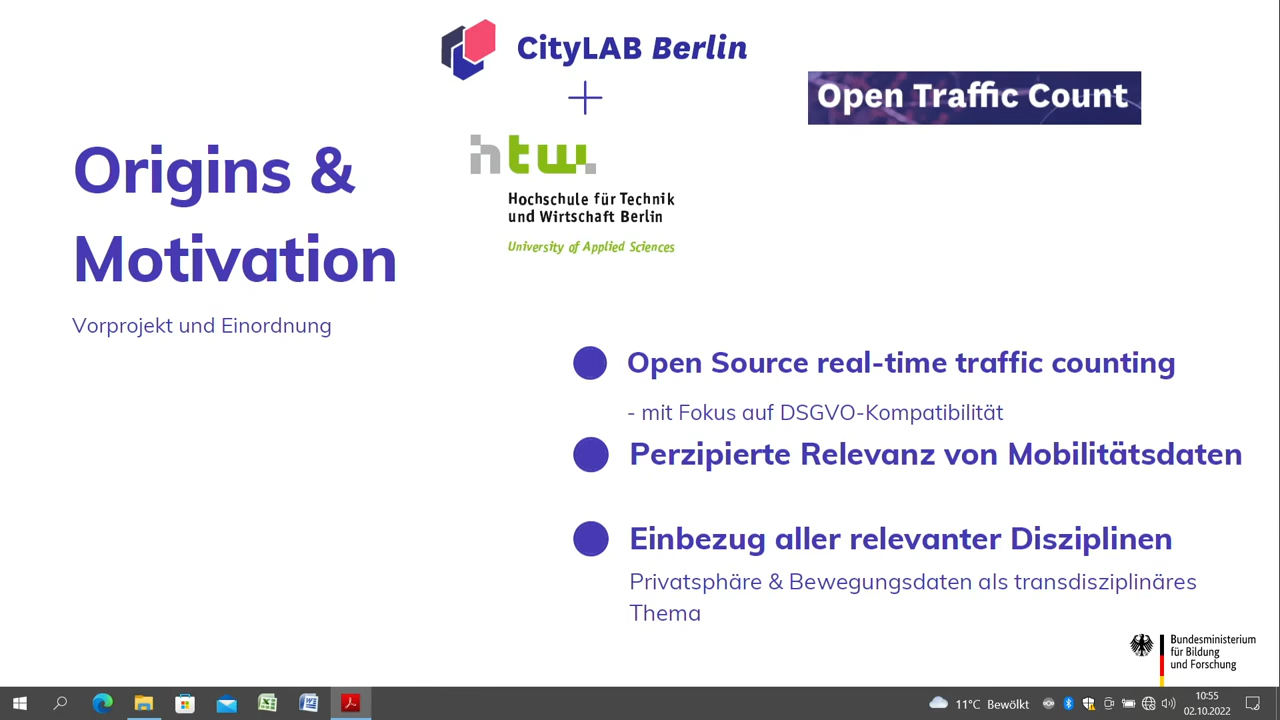 CityLAB Berlin
+
Open Traffic Count
htw.
Hochschule für Technik
und Wirtschaft Berlin
University of Applied Sciences
Origins &
Motivation
Vorprojekt und Einordnung
Open Source real-time traffic counting
- mit Fokus auf DSGVO-Kompatibilität
Perzipierte Relevanz von Mobilitätsdaten
Einbezug aller relevanter Disziplinen
Privatsphäre & Bewegungsdaten als transdisziplinäres
Thema
Bundesministerium
für Bildung
und Forschung
11°C Bewölkt
10:55
02.10.2022